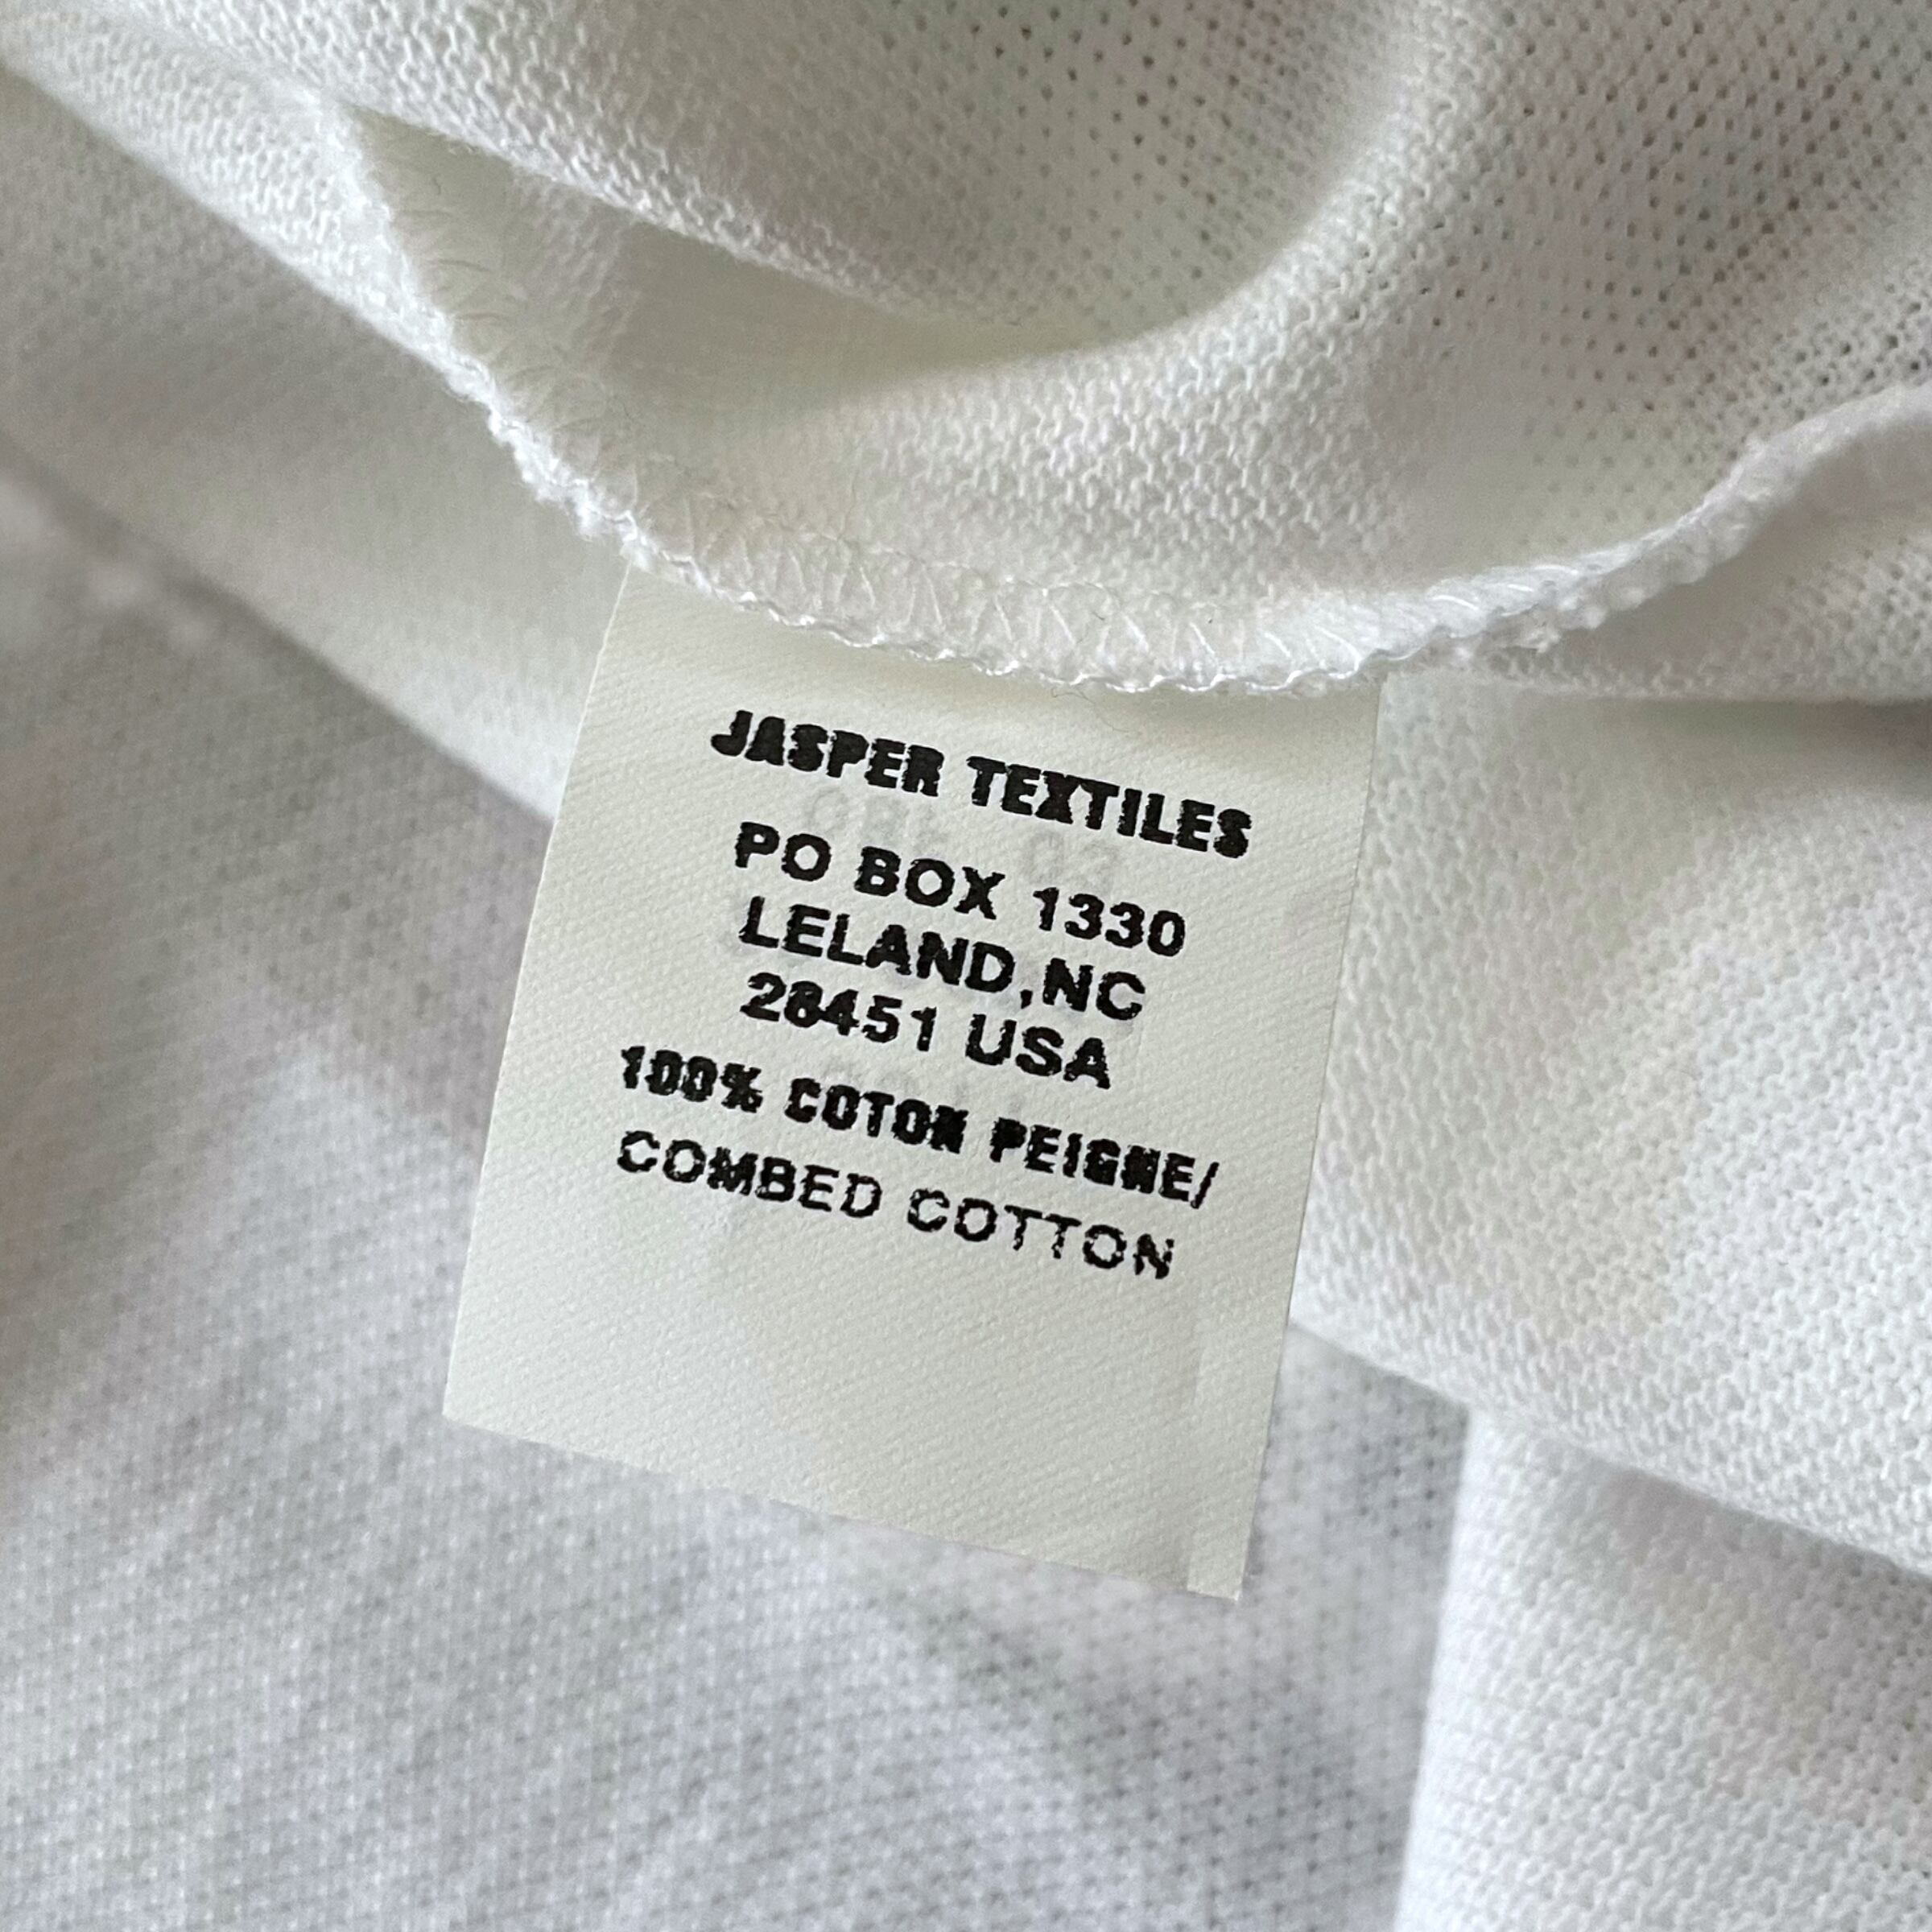 JASPER TEXTILES
PO BOX 1330
LELAND,NC
28451 USA
100% COTON PEIGNE/
COMBED COTTON